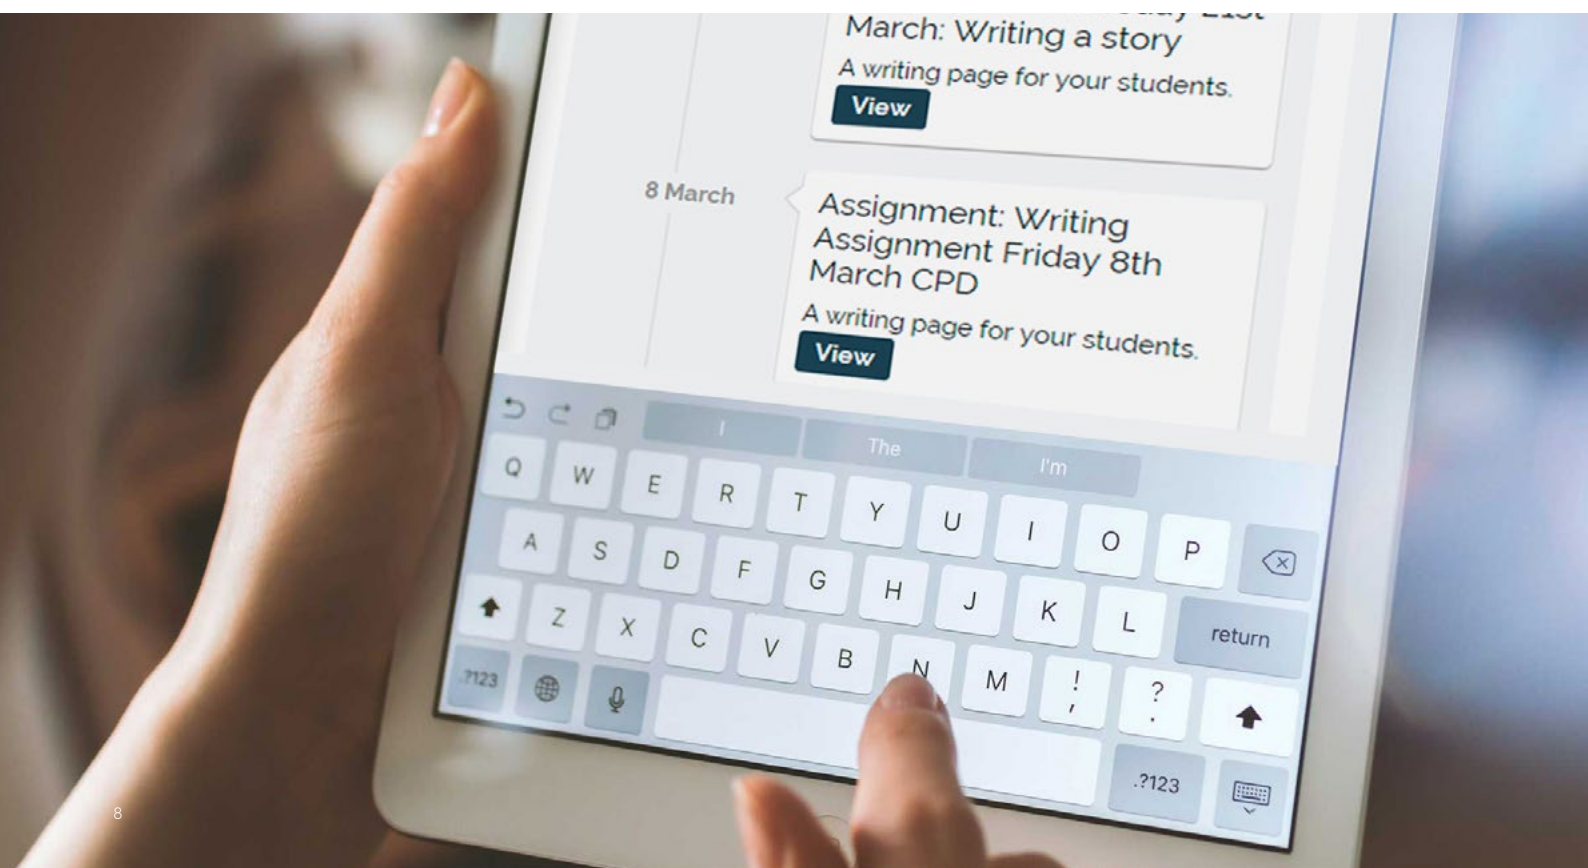 21st
March: Writing a story
A writing page for your students.
View
8 March
Assignment: Writing
Assignment Friday 8th
March CPD
A writing page for your students.
View
I
The
I'm
Q W E R T Y U I O P
A S D F G H J K L return
Z X C V B N M ! , ? .
.?123
.?123
8